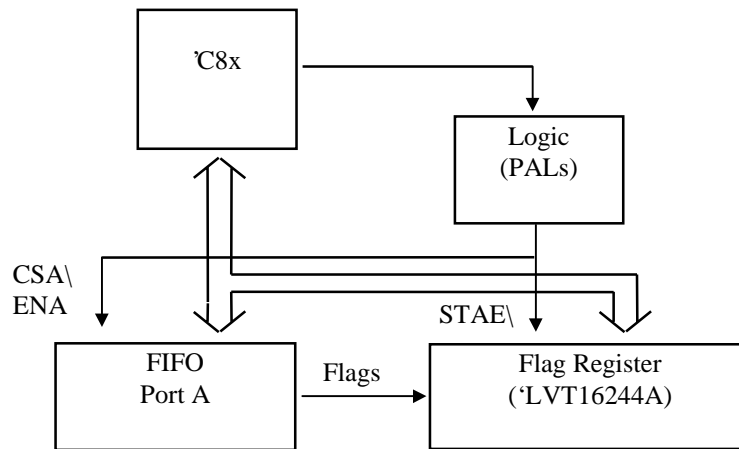 ’C8x
Logic
(PALs)
CSA\
ENA
STAE\
FIFO
Port A
Flags
Flag Register
(‘LVT16244A)